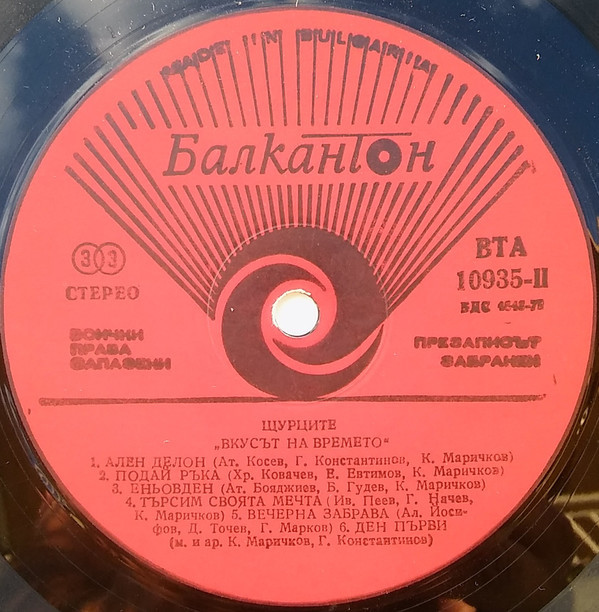 MADE IN BULGARIA
Балкантон
33
СТЕРЕО
ВТА
10935-II
БДС 4842-75
ВСИЧКИ
ПРАВА
ЗАПАЗЕНИ
ПРЕЗАПИСЪТ
ЗАБРАНЕН
ЩУРЦИТЕ
„ВКУСЪТ НА ВРЕМЕТО“
1. АЛЕН ДЕЛОН (Ат. Косев, Г. Константинов, К. Маричков)
2. ПОДАЙ РЪКА (Хр. Ковачев, Е. Евтимов, К. Маричков)
3. ЕНЬОВДЕН (Ат. Бояджиев, Б. Гудев, К. Маричков)
4. ТЪРСИМ СВОЯТА МЕЧТА (Ив. Пеев, Г. Начев,
К. Маричков) 5. ВЕЧЕРНА ЗАБРАВА (Ал. Йоси-
фов, Д. Точев, Г. Марков) 6. ДЕН ПЪРВИ
(м. и ар. К. Маричков, Г. Константинов)